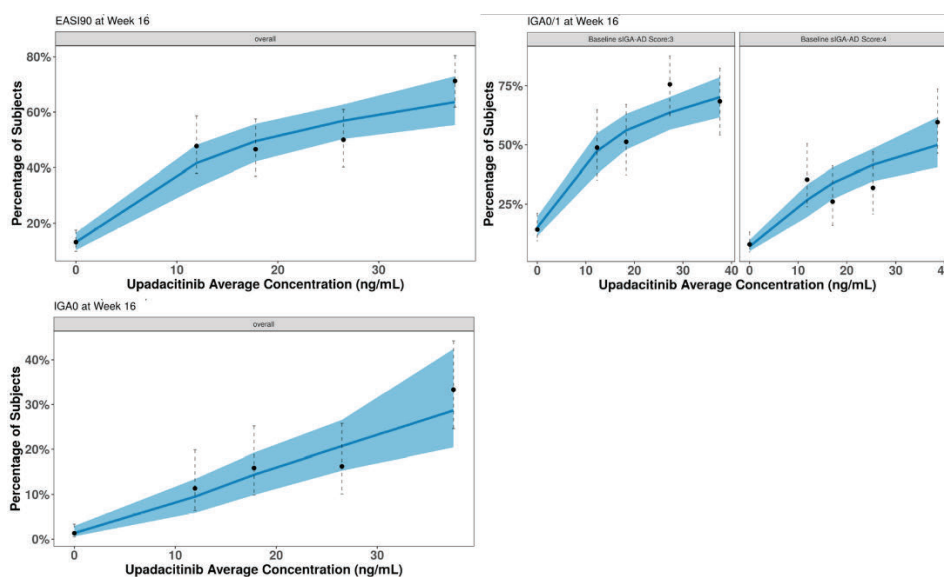 EASI90 at Week 16
overall
Percentage of Subjects
80%
60%
40%
20%
0
10
20
30
Upadacitinib Average Concentration (ng/mL)
IGA0/1 at Week 16
Baseline sIGA-AD Score:3
Baseline sIGA-AD Score:4
Percentage of Subjects
75%
50%
25%
0
10
20
30
40
0
10
20
30
Upadacitinib Average Concentration (ng/mL)
IGA0 at Week 16
overall
Percentage of Subjects
40%
30%
20%
10%
0%
0
10
20
30
Upadacitinib Average Concentration (ng/mL)